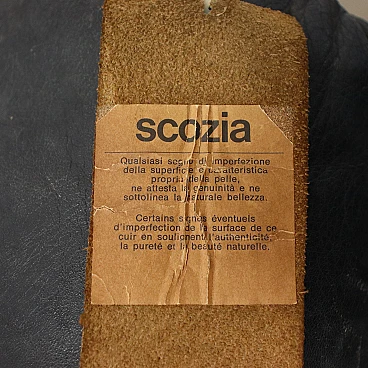 scozia
Qualsiasi segno di imperfezione
della superficie è caratteristica
propria della pelle,
ne attesta la genuinità e ne
sottolinea la naturale bellezza.
Certains signes éventuels
d'imperfection de la surface de ce
cuir en soulignent l'authenticité,
la pureté et la beauté naturelle.